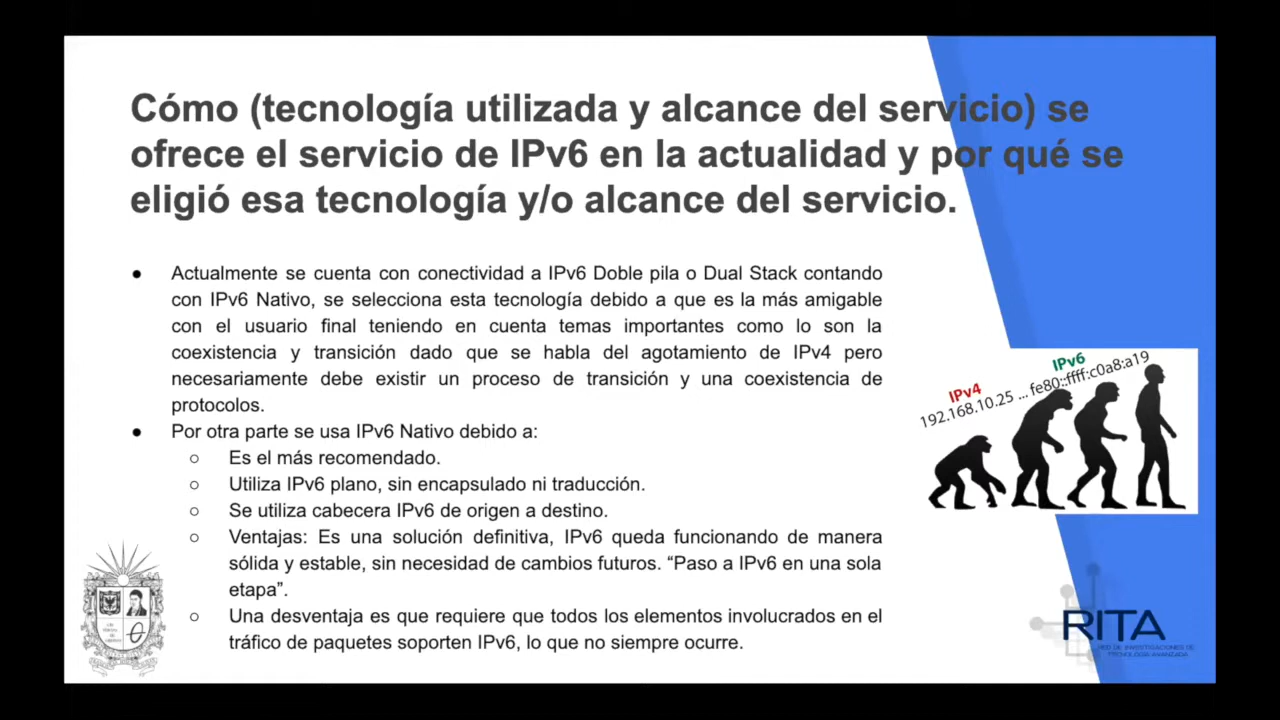 Cómo (tecnología utilizada y alcance del servicio) se
ofrece el servicio de IPv6 en la actualidad y por qué se
eligió esa tecnología y/o alcance del servicio.
● Actualmente se cuenta con conectividad a IPv6 Doble pila o Dual Stack contando
con IPv6 Nativo, se selecciona esta tecnología debido a que es la más amigable
con el usuario final teniendo en cuenta temas importantes como lo son la
coexistencia y transición dado que se habla del agotamiento de IPv4 pero
necesariamente debe existir un proceso de transición y una coexistencia de
protocolos.
● Por otra parte se usa IPv6 Nativo debido a:
○ Es el más recomendado.
○ Utiliza IPv6 plano, sin encapsulado ni traducción.
○ Se utiliza cabecera IPv6 de origen a destino.
○ Ventajas: Es una solución definitiva, IPv6 queda funcionando de manera
sólida y estable, sin necesidad de cambios futuros. “Paso a IPv6 en una sola
etapa”.
○ Una desventaja es que requiere que todos los elementos involucrados en el
tráfico de paquetes soporten IPv6, lo que no siempre ocurre.
IPv4
192.168.10.25 ... fe80::ffff:c0a8:a19
IPv6
RITA
RED DE INVESTIGACIONES DE
TECNOLOGÍA AVANZADA